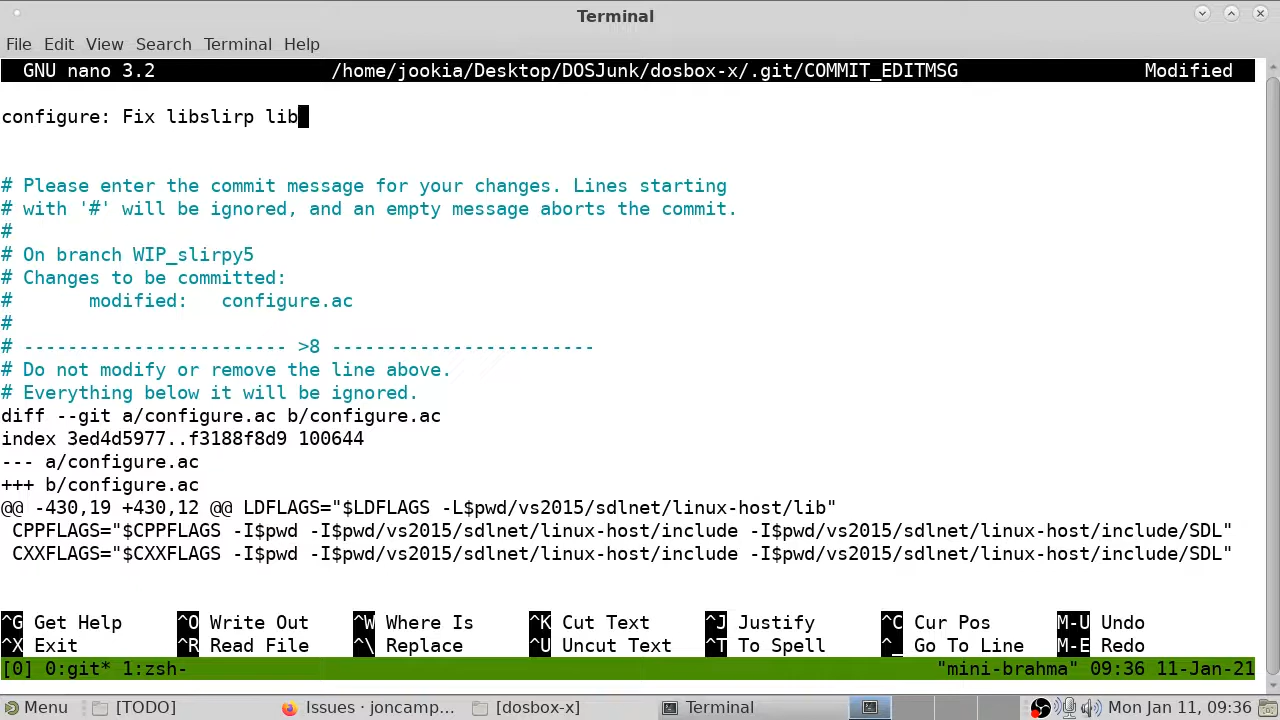 Terminal
File Edit View Search Terminal Help
GNU nano 3.2 /home/jookia/Desktop/DOSJunk/dosbox-x/.git/COMMIT_EDITMSG Modified
configure: Fix libslirp lib
# Please enter the commit message for your changes. Lines starting
# with '#' will be ignored, and an empty message aborts the commit.
#
# On branch WIP_slirpy5
# Changes to be committed:
#       modified:   configure.ac
#
# ------------------------ >8 ------------------------
# Do not modify or remove the line above.
# Everything below it will be ignored.
diff --git a/configure.ac b/configure.ac
index 3ed4d5977..f3188f8d9 100644
--- a/configure.ac
+++ b/configure.ac
@@ -430,19 +430,12 @@ LDFLAGS="$LDFLAGS -L$pwd/vs2015/sdlnet/linux-host/lib"
 CPPFLAGS="$CPPFLAGS -I$pwd -I$pwd/vs2015/sdlnet/linux-host/include -I$pwd/vs2015/sdlnet/linux-host/include/SDL"
 CXXFLAGS="$CXXFLAGS -I$pwd -I$pwd/vs2015/sdlnet/linux-host/include -I$pwd/vs2015/sdlnet/linux-host/include/SDL"
^G Get Help ^O Write Out ^W Where Is ^K Cut Text ^J Justify ^C Cur Pos M-U Undo
^X Exit ^R Read File ^\ Replace ^U Uncut Text ^T To Spell ^_ Go To Line M-E Redo
[0] 0:git* 1:zsh- "mini-brahma" 09:36 11-Jan-21
Menu [TODO] Issues · joncamp... [dosbox-x] Terminal Mon Jan 11, 09:36